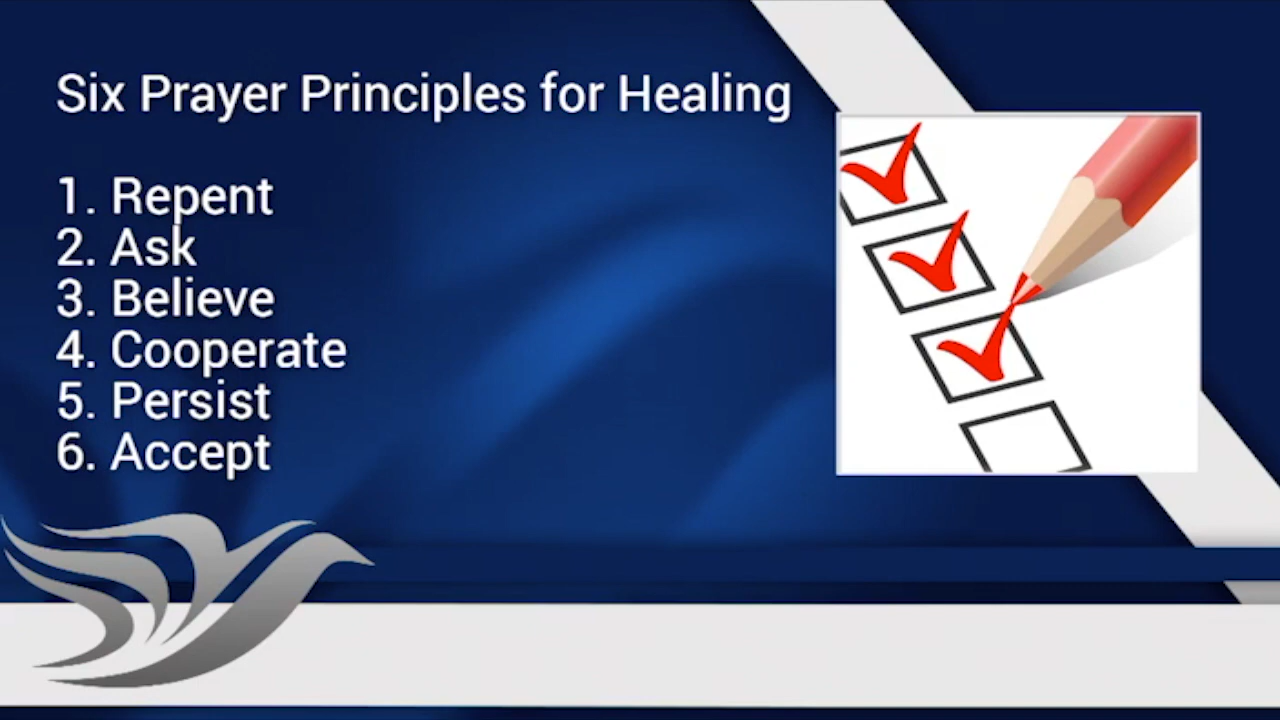 Six Prayer Principles for Healing
1. Repent
2. Ask
3. Believe
4. Cooperate
5. Persist
6. Accept